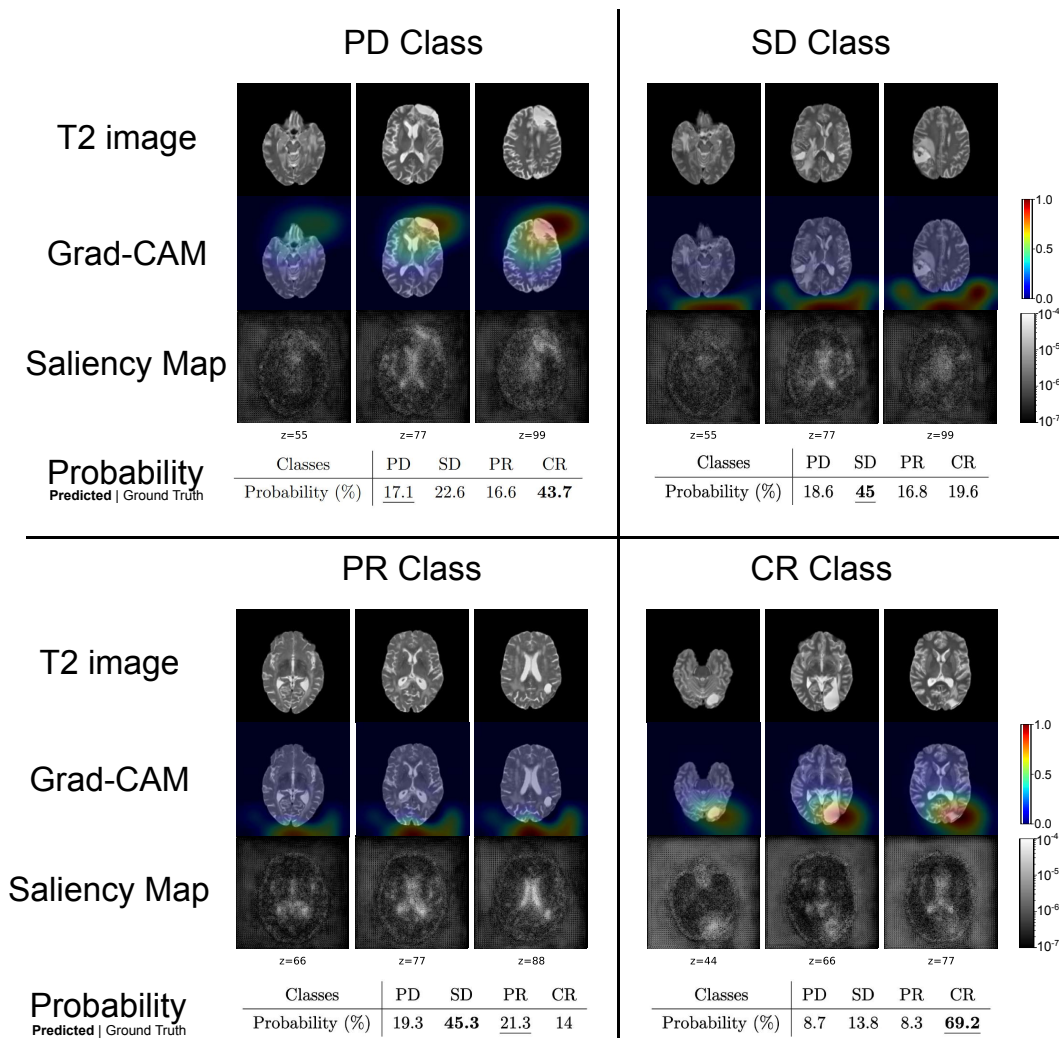 PD Class
SD Class
T2 image
Grad-CAM
1.0
0.0
Saliency Map
10⁻⁴
10⁻⁵
10⁻⁶
10⁻⁷
z=55 z=77 z=99
z=55 z=77 z=99
Probability
Predicted | Ground Truth
Classes PD SD PR CR
Probability (%) 17.1 22.6 16.6 43.7
Classes PD SD PR CR
Probability (%) 18.6 45 16.8 19.6
PR Class
CR Class
T2 image
Grad-CAM
1.0
0.5
0.0
Saliency Map
10⁻⁴
10⁻⁵
10⁻⁶
10⁻⁷
z=66 z=77 z=88
z=44 z=66 z=77
Probability
Predicted | Ground Truth
Classes PD SD PR CR
Probability (%) 19.3 45.3 21.3 14
Classes PD SD PR CR
Probability (%) 8.7 13.8 8.3 69.2